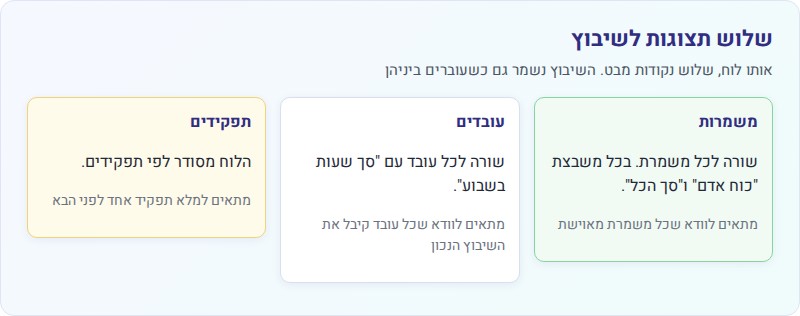 שלוש תצוגות לשיבוץ
אותו לוח, שלוש נקודות מבט. השיבוץ נשמר גם כשעוברים ביניהן
משמרות
שורה לכל משמרת. בכל משבצת
"כוח אדם" ו"סך הכל".
מתאים לוודא שכל משמרת מאוישת
עובדים
שורה לכל עובד עם "סך שעות
בשבוע".
מתאים לוודא שכל עובד קיבל את
השיבוץ הנכון
תפקידים
הלוח מסודר לפי תפקידים.
מתאים למלא תפקיד אחד לפני הבא